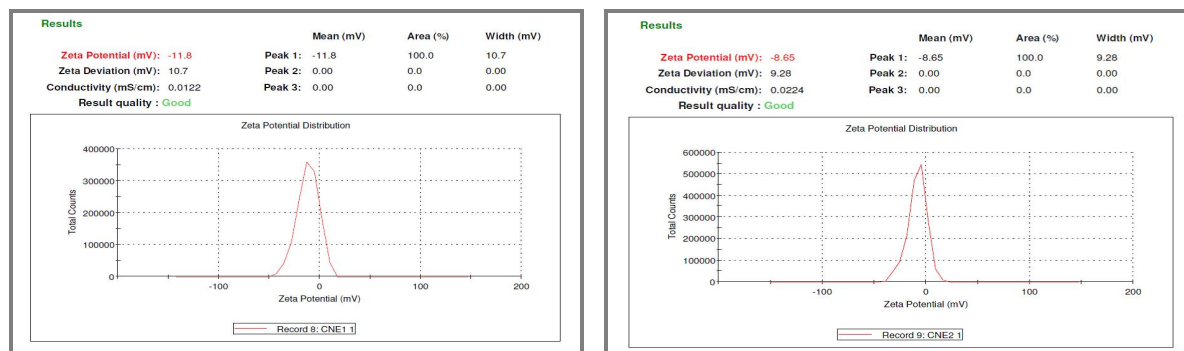 Results
Mean (mV) Area (%) Width (mV)
Zeta Potential (mV): -11.8 Peak 1: -11.8 100.0 10.7
Zeta Deviation (mV): 10.7 Peak 2: 0.00 0.0 0.00
Conductivity (mS/cm): 0.0122 Peak 3: 0.00 0.0 0.00
Result quality : Good
Zeta Potential Distribution
400000
300000
200000
100000
0
Total Counts
-100 0 100 200
Zeta Potential (mV)
Record 8: CNE1 1
Results
Mean (mV) Area (%) Width (mV)
Zeta Potential (mV): -8.65 Peak 1: -8.65 100.0 9.28
Zeta Deviation (mV): 9.28 Peak 2: 0.00 0.0 0.00
Conductivity (mS/cm): 0.0224 Peak 3: 0.00 0.0 0.00
Result quality : Good
Zeta Potential Distribution
600000
500000
400000
300000
200000
100000
0
Total Counts
-100 0 100 200
Zeta Potential (mV)
Record 9: CNE2 1